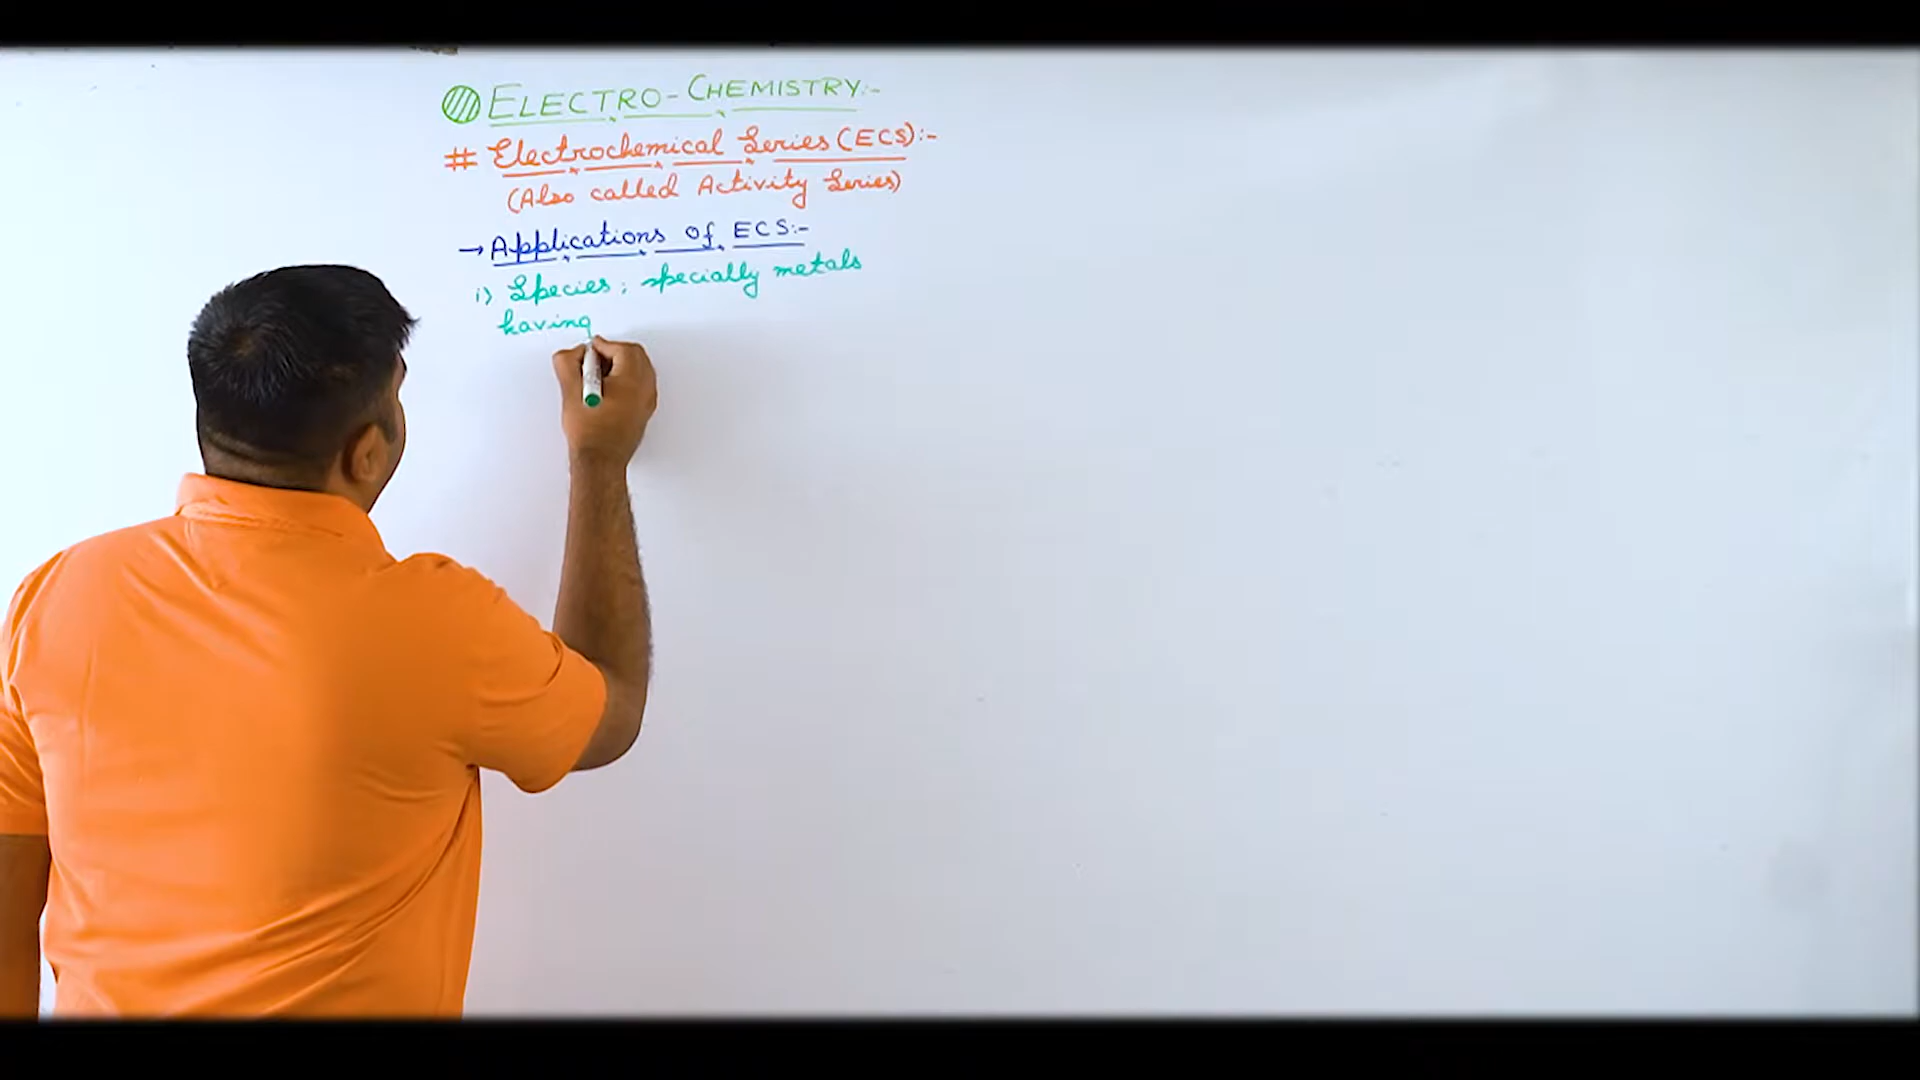 ELECTRO-CHEMISTRY:-
# Electrochemical Series (ECS):-
(Also called Activity Series)
→ Applications of ECS:-
i) Species; specially metals
having